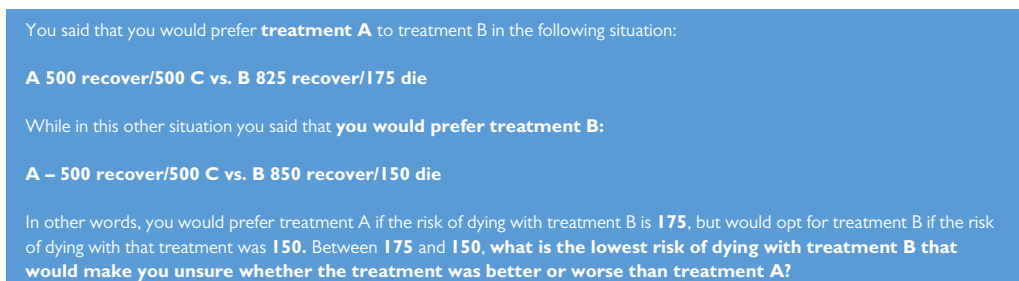 You said that you would prefer treatment A to treatment B in the following situation:
A 500 recover/500 C vs. B 825 recover/175 die
While in this other situation you said that you would prefer treatment B:
A – 500 recover/500 C vs. B 850 recover/150 die
In other words, you would prefer treatment A if the risk of dying with treatment B is 175, but would opt for treatment B if the risk
of dying with that treatment was 150. Between 175 and 150, what is the lowest risk of dying with treatment B that
would make you unsure whether the treatment was better or worse than treatment A?